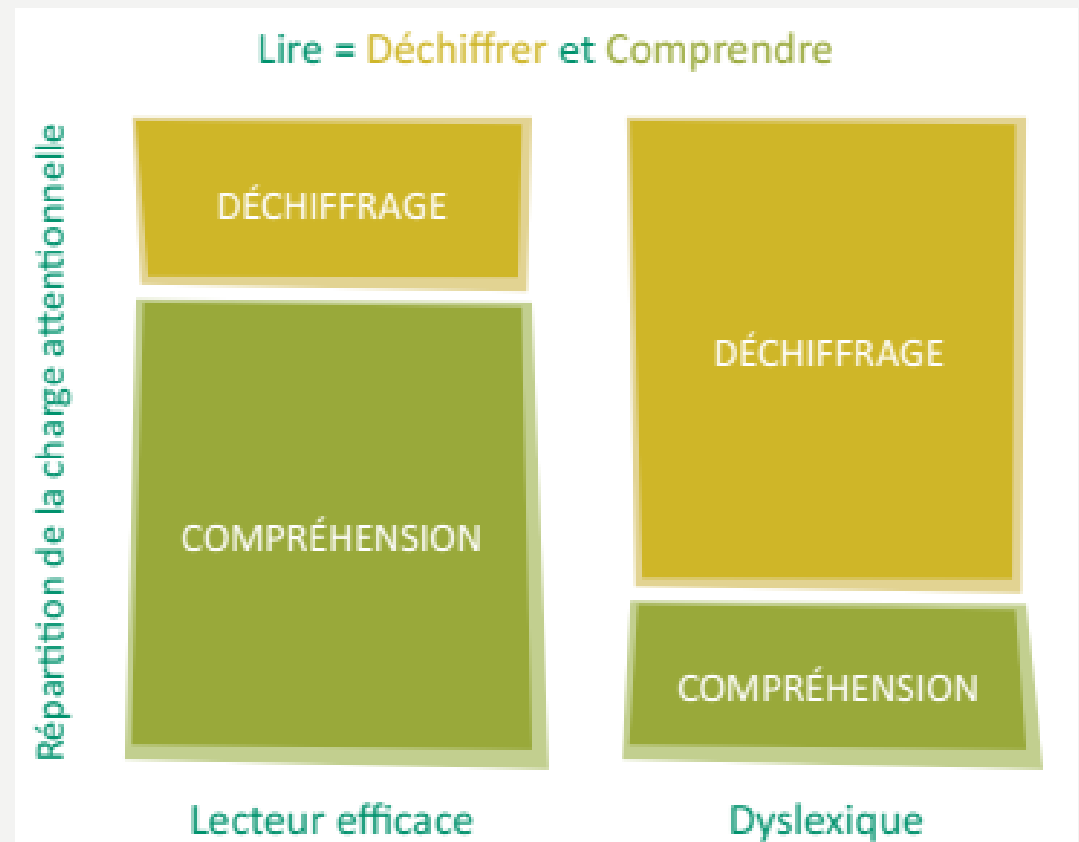 Lire = Déchiffrer et Comprendre
Répartition de la charge attentionnelle
DÉCHIFFRAGE
COMPRÉHENSION
DÉCHIFFRAGE
COMPRÉHENSION
Lecteur efficace
Dyslexique